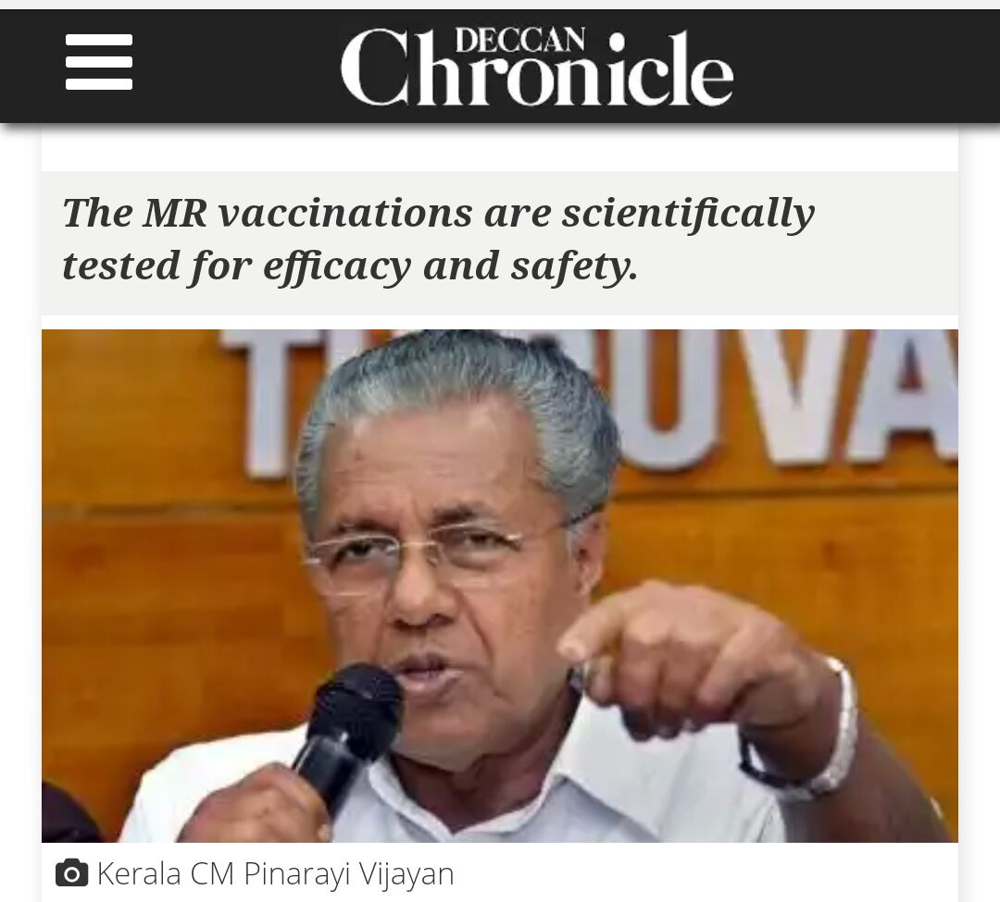 DECCAN
Chronicle
The MR vaccinations are scientifically
tested for efficacy and safety.
Kerala CM Pinarayi Vijayan